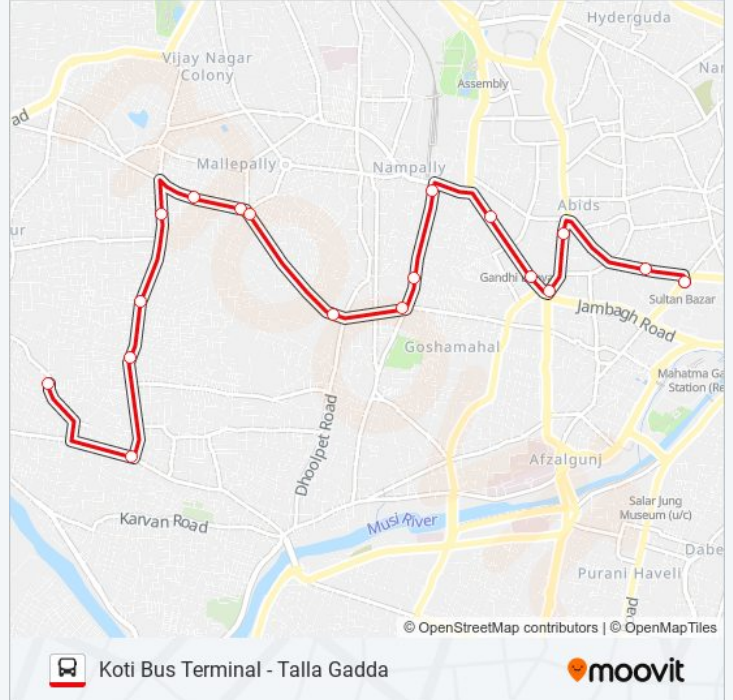 Hyderguda
Vijay Nagar
Colony
Nar
Assembly
ad
Mallepally
Nampally
Abids
ur
Gandhi
Sultan Bazar
Jambagh Road
Goshamahal
Mahatma Ga
Station (Re
Dhoolpet Road
Afzalgunj
Salar Jung
Museum (u/c)
Karvan Road
Musi River
Dabe
Purani Haveli
oad
© OpenStreetMap contributors | © OpenMapTiles
Koti Bus Terminal - Talla Gadda
moovit